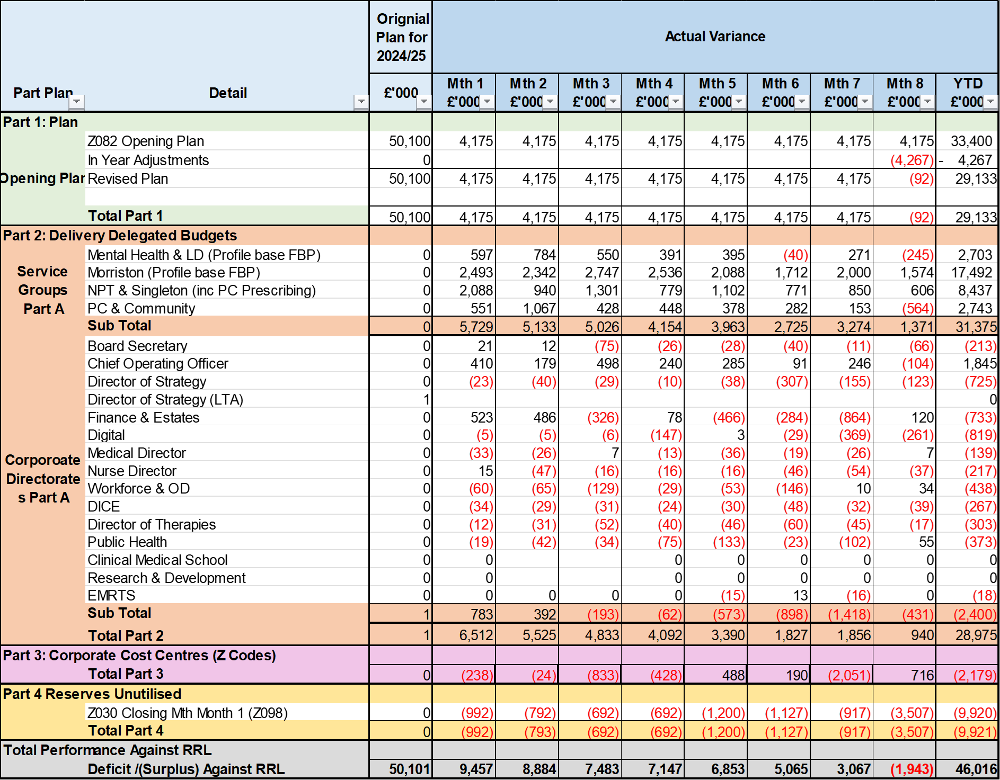 Orignial Plan for 2024/25 Actual Variance
Part Plan Detail £'000 Mth 1 £'000 Mth 2 £'000 Mth 3 £'000 Mth 4 £'000 Mth 5 £'000 Mth 6 £'000 Mth 7 £'000 Mth 8 £'000 YTD £'000
Part 1: Plan
Z082 Opening Plan 50,100 4,175 4,175 4,175 4,175 4,175 4,175 4,175 4,175 33,400
In Year Adjustments 0 (4,267) - 4,267
Opening Plan Revised Plan 50,100 4,175 4,175 4,175 4,175 4,175 4,175 4,175 (92) 29,133
Total Part 1 50,100 4,175 4,175 4,175 4,175 4,175 4,175 4,175 (92) 29,133
Part 2: Delivery Delegated Budgets
Service Groups Part A
Mental Health & LD (Profile base FBP) 0 597 784 550 391 395 (40) 271 (245) 2,703
Morriston (Profile base FBP) 0 2,493 2,342 2,747 2,536 2,088 1,712 2,000 1,574 17,492
NPT & Singleton (inc PC Prescribing) 0 2,088 940 1,301 779 1,102 771 850 606 8,437
PC & Community 0 551 1,067 428 448 378 282 153 (564) 2,743
Sub Total 0 5,729 5,133 5,026 4,154 3,963 2,725 3,274 1,371 31,375
Corporoate Directorate s Part A
Board Secretary 0 21 12 (75) (26) (28) (40) (11) (66) (213)
Chief Operating Officer 0 410 179 498 240 285 91 246 (104) 1,845
Director of Strategy 0 (23) (40) (29) (10) (38) (307) (155) (123) (725)
Director of Strategy (LTA) 1 0
Finance & Estates 0 523 486 (326) 78 (466) (284) (864) 120 (733)
Digital 0 (5) (5) (6) (147) 3 (29) (369) (261) (819)
Medical Director 0 (33) (26) 7 (13) (36) (19) (26) 7 (139)
Nurse Director 0 15 (47) (16) (16) (16) (46) (54) (37) (217)
Workforce & OD 0 (60) (65) (129) (29) (53) (146) 10 34 (438)
DICE 0 (34) (29) (31) (24) (30) (48) (32) (39) (267)
Director of Therapies 0 (12) (31) (52) (40) (46) (60) (45) (17) (303)
Public Health 0 (19) (42) (34) (75) (133) (23) (102) 55 (373)
Clinical Medical School 0 0 0 0 0 0 0 0
Research & Development 0 0 0 0 0 0 0 0
EMRTS 0 0 0 0 0 (15) 13 (16) 0 (18)
Sub Total 1 783 392 (193) (62) (573) (898) (1,418) (431) (2,400)
Total Part 2 1 6,512 5,525 4,833 4,092 3,390 1,827 1,856 940 28,975
Part 3: Corporate Cost Centres (Z Codes)
Total Part 3 0 (238) (24) (833) (428) 488 190 (2,051) 716 (2,179)
Part 4 Reserves Unutilised
Z030 Closing Mth Month 1 (Z098) 0 (992) (792) (692) (692) (1,200) (1,127) (917) (3,507) (9,920)
Total Part 4 0 (992) (793) (692) (692) (1,200) (1,127) (917) (3,507) (9,921)
Total Performance Against RRL
Deficit /(Surplus) Against RRL 50,101 9,457 8,884 7,483 7,147 6,853 5,065 3,067 (1,943) 46,016